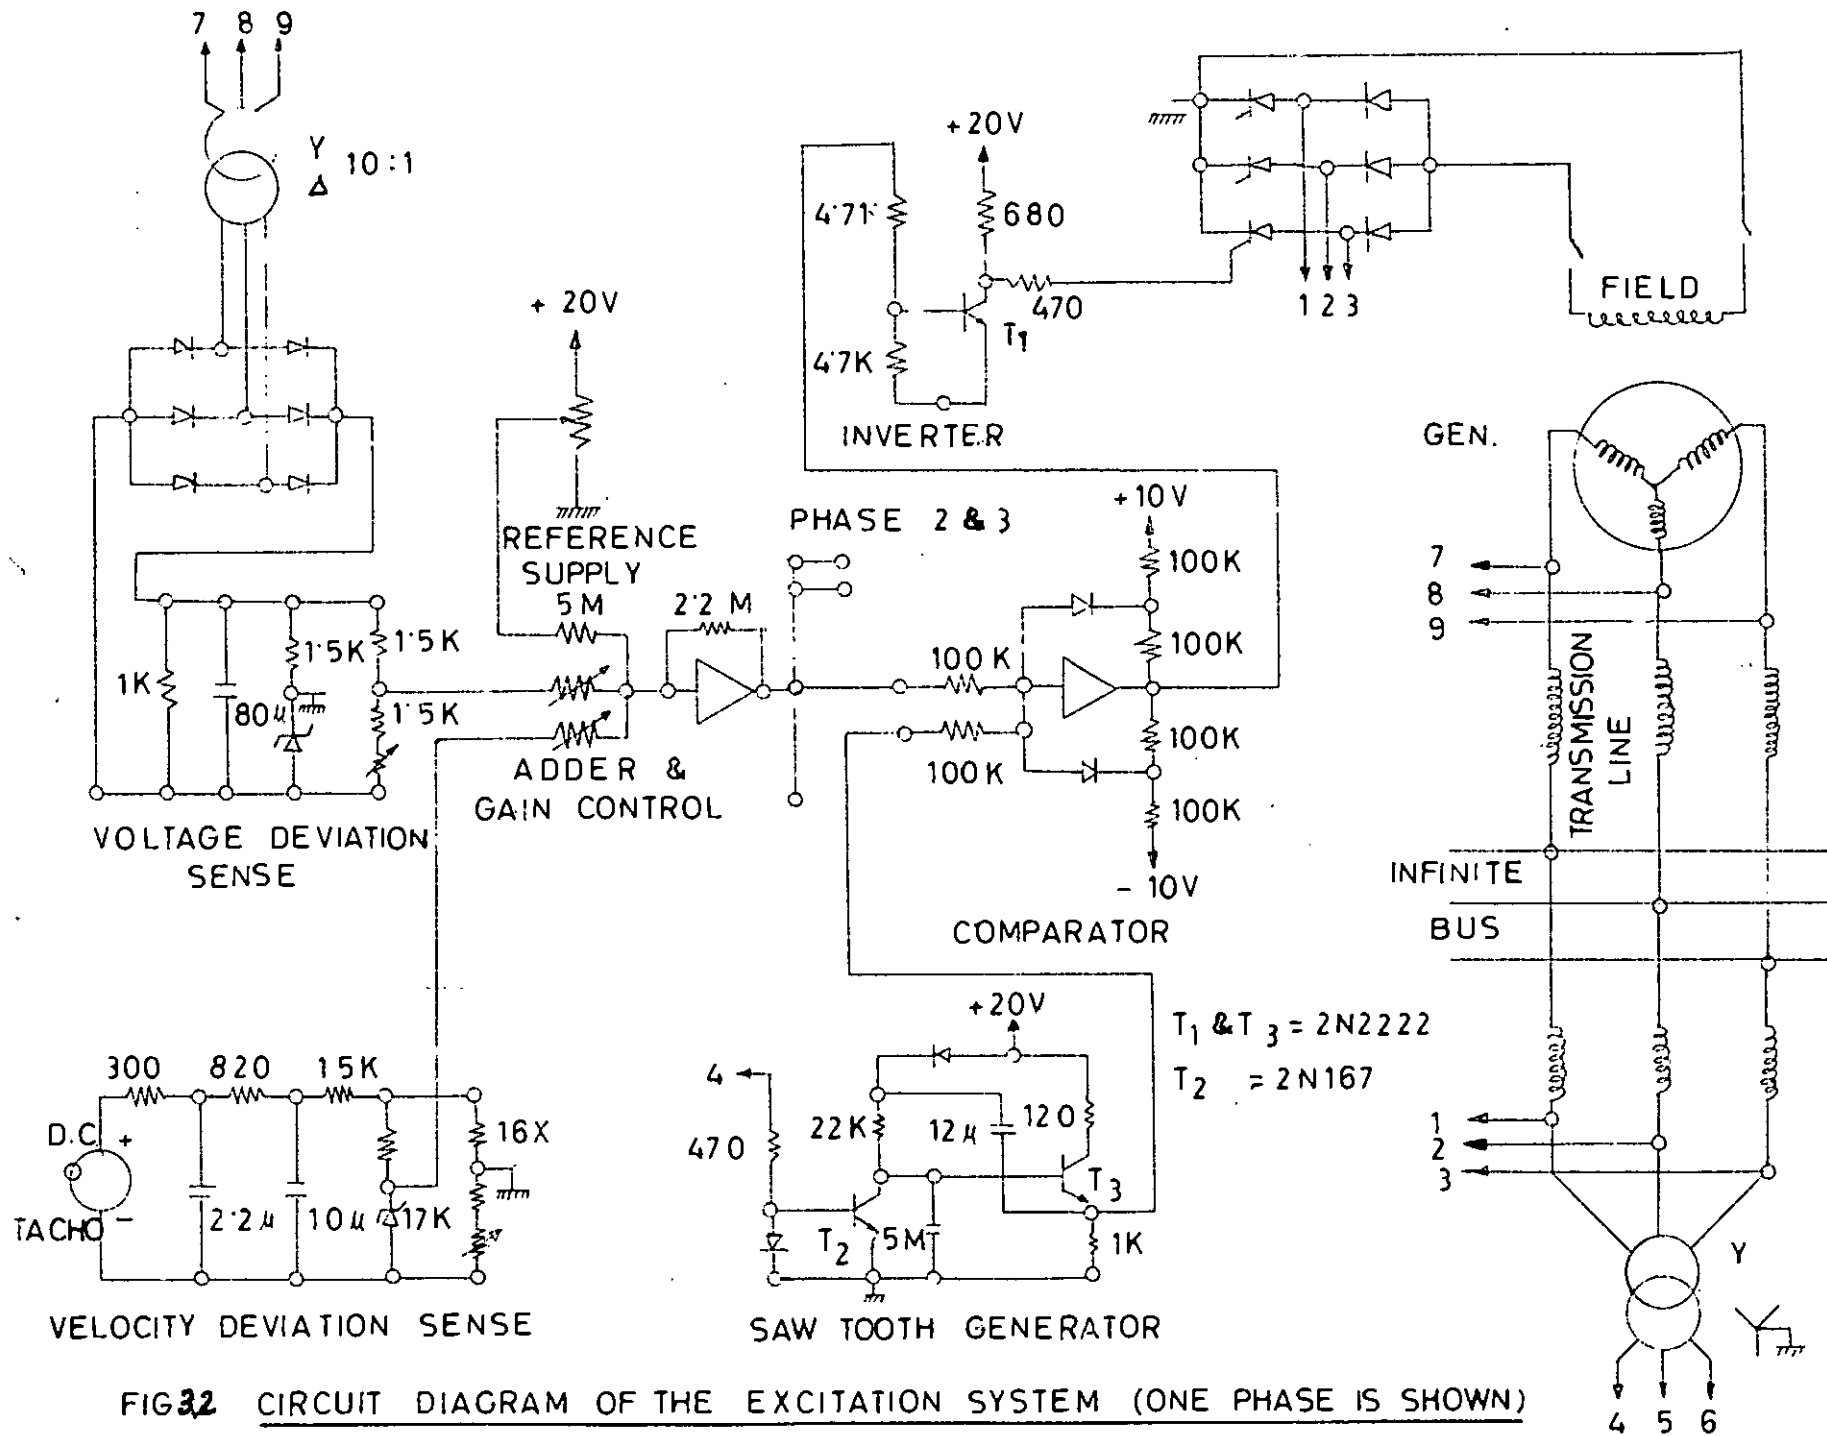 7 8 9
Y
Δ 10:1
+20V
4.7K
680
470
T1
4.7K
INVERTER
1 2 3
FIELD
+ 20V
REFERENCE
SUPPLY
5M
2.2 M
PHASE 2 & 3
+10V
100K
100K
100K
100K
100K
100K
- 10V
COMPARATOR
1K
80µ
1.5K
1.5K
1.5K
VOLTAGE DEVIATION
SENSE
ADDER &
GAIN CONTROL
GEN.
7
8
9
TRANSMISSION
LINE
INFINITE
BUS
1
2
3
Y
4 5 6
300
820
15K
D.C.
+
TACHO
-
2.2µ
10µ
17K
16X
VELOCITY DEVIATION SENSE
+20V
4
470
22K
12µ
120
T2
5M
T3
1K
SAW TOOTH GENERATOR
T1 & T3 = 2N2222
T2 = 2N167
FIG 3.2 CIRCUIT DIAGRAM OF THE EXCITATION SYSTEM (ONE PHASE IS SHOWN)